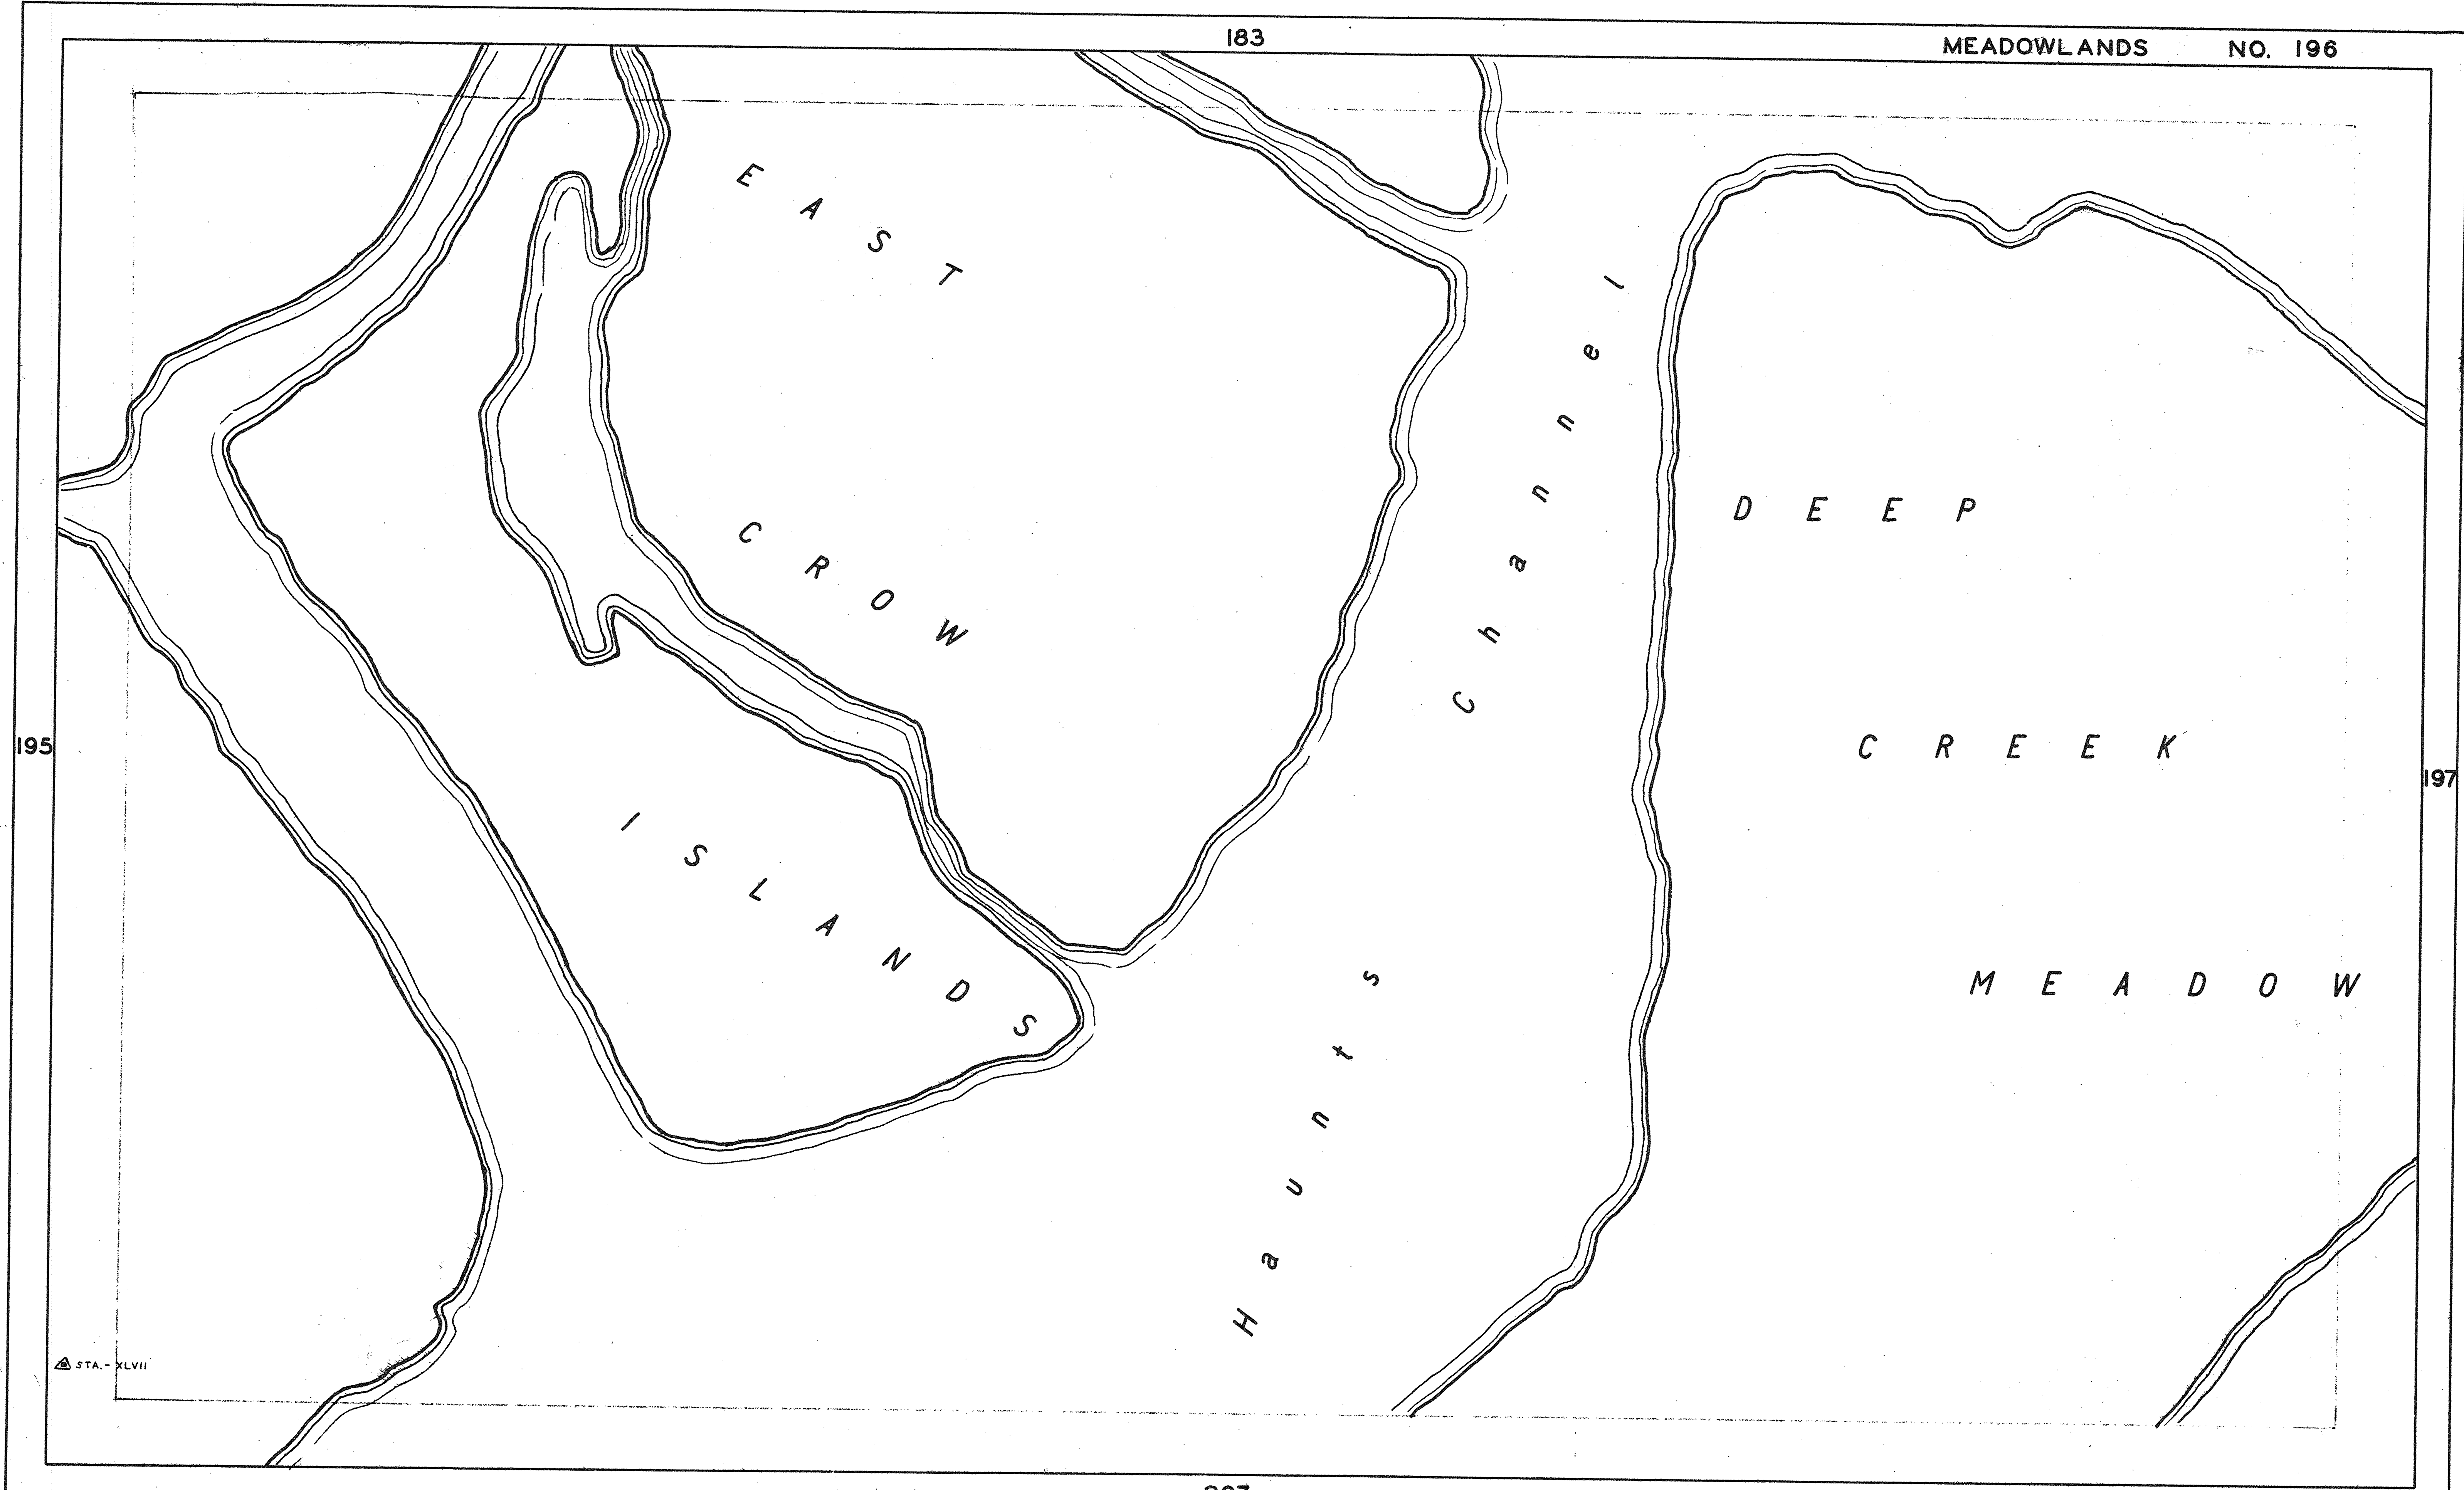 183
MEADOWLANDS NO. 196
EAST
CROW
ISLANDS
Haunts Channel
DEEP
CREEK
MEADOW
195
197
STA.-XLVII